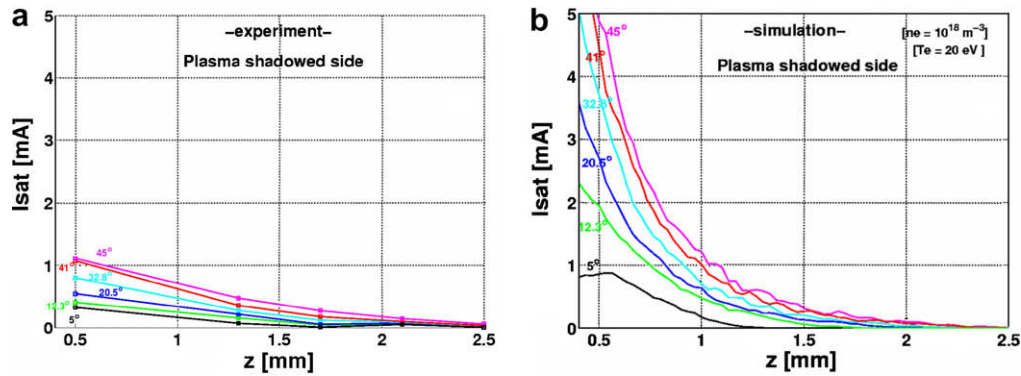 a
–experiment–
Plasma shadowed side
Isat [mA]
5
4
3
2
1
0
45°
41°
32.8°
20.5°
12.3°
5°
0.5 1 1.5 2 2.5
z [mm]
b
–simulation–
[ne = 10¹⁸ m⁻³]
[Te = 20 eV ]
Plasma shadowed side
Isat [mA]
5
4
3
2
1
0
45°
41°
32.8°
20.5°
12.3°
5°
0.5 1 1.5 2 2.5
z [mm]